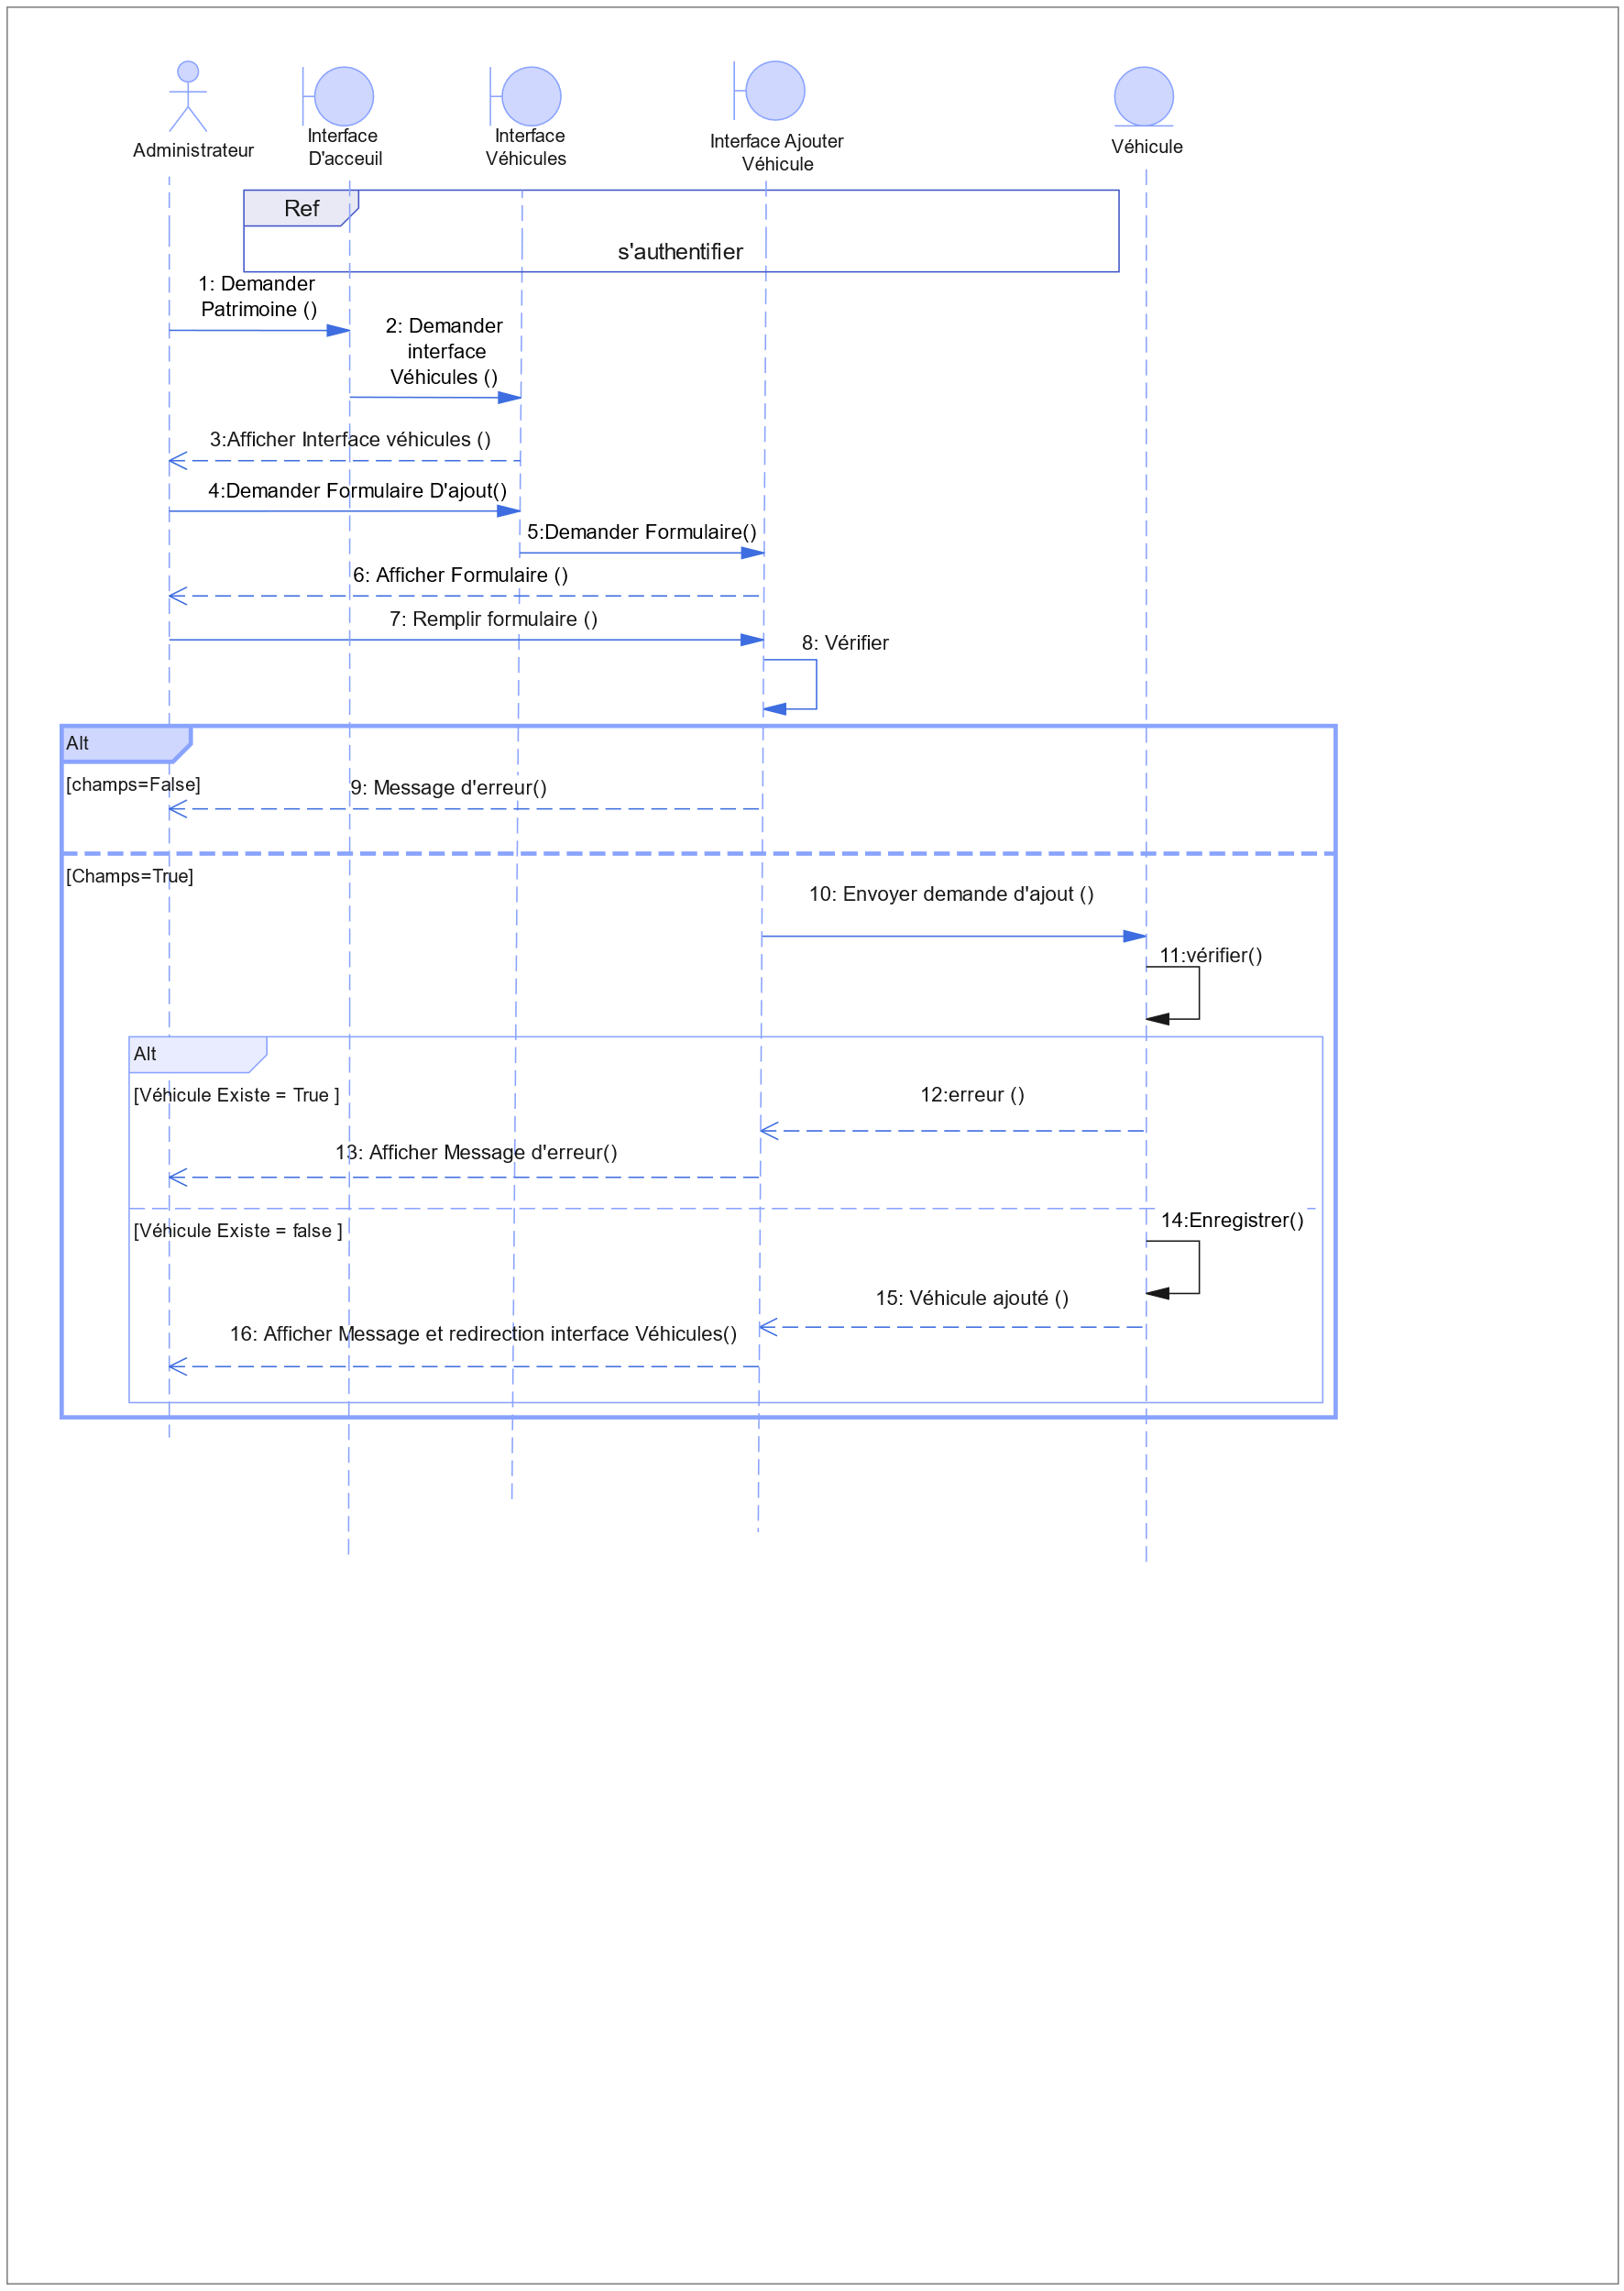 Administrateur
Interface
D'acceuil
Interface
Véhicules
Interface Ajouter
Véhicule
Véhicule
Ref
s'authentifier
1: Demander
Patrimoine ()
2: Demander
interface
Véhicules ()
3:Afficher Interface véhicules ()
4:Demander Formulaire D'ajout()
5:Demander Formulaire()
6: Afficher Formulaire ()
7: Remplir formulaire ()
8: Vérifier
Alt
[champs=False]
9: Message d'erreur()
[Champs=True]
10: Envoyer demande d'ajout ()
11:vérifier()
Alt
[Véhicule Existe = True ]
12:erreur ()
13: Afficher Message d'erreur()
[Véhicule Existe = false ]
14:Enregistrer()
15: Véhicule ajouté ()
16: Afficher Message et redirection interface Véhicules()